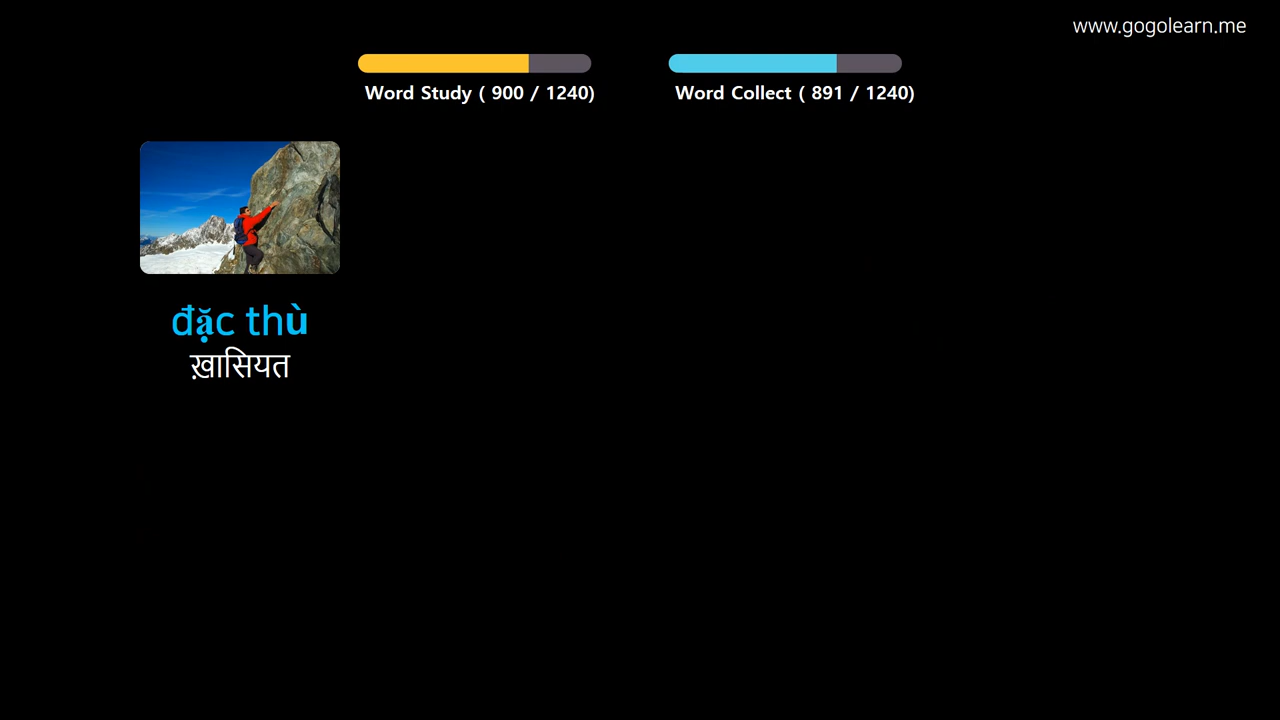 www.gogolearn.me
Word Study ( 900 / 1240)
Word Collect ( 891 / 1240)
đặc thù
ख़ासियत